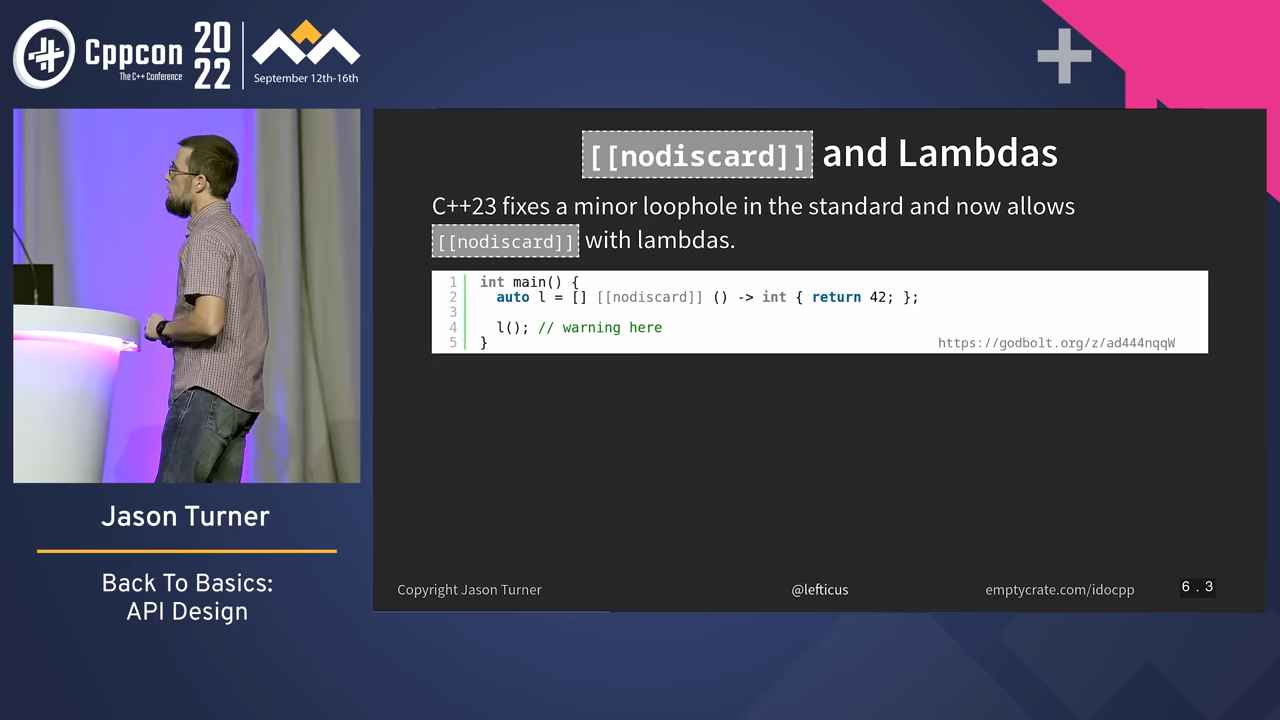 Cppcon
The C++ Conference
20
22
September 12th-16th
[[nodiscard]] and Lambdas
C++23 fixes a minor loophole in the standard and now allows
[[nodiscard]] with lambdas.
1 int main() {
2 auto l = [] [[nodiscard]] () -> int { return 42; };
3
4 l(); // warning here
5 }
https://godbolt.org/z/ad444nqqW
Copyright Jason Turner
@lefticus
emptycrate.com/idocpp
6 . 3
Jason Turner
Back To Basics:
API Design